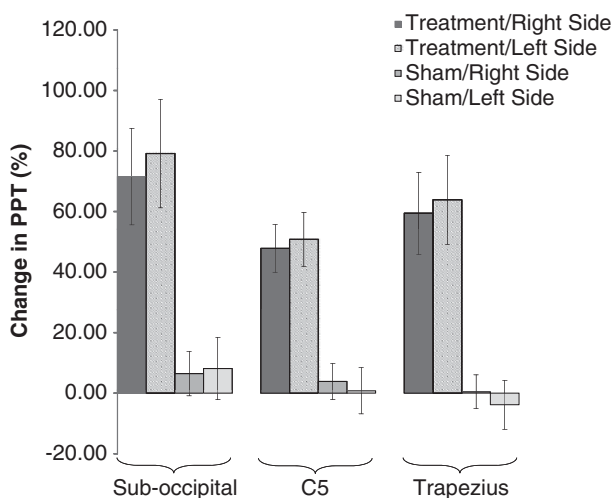 Treatment/Right Side
Treatment/Left Side
Sham/Right Side
Sham/Left Side
Change in PPT (%)
120.00
100.00
80.00
60.00
40.00
20.00
0.00
-20.00
Sub-occipital
C5
Trapezius